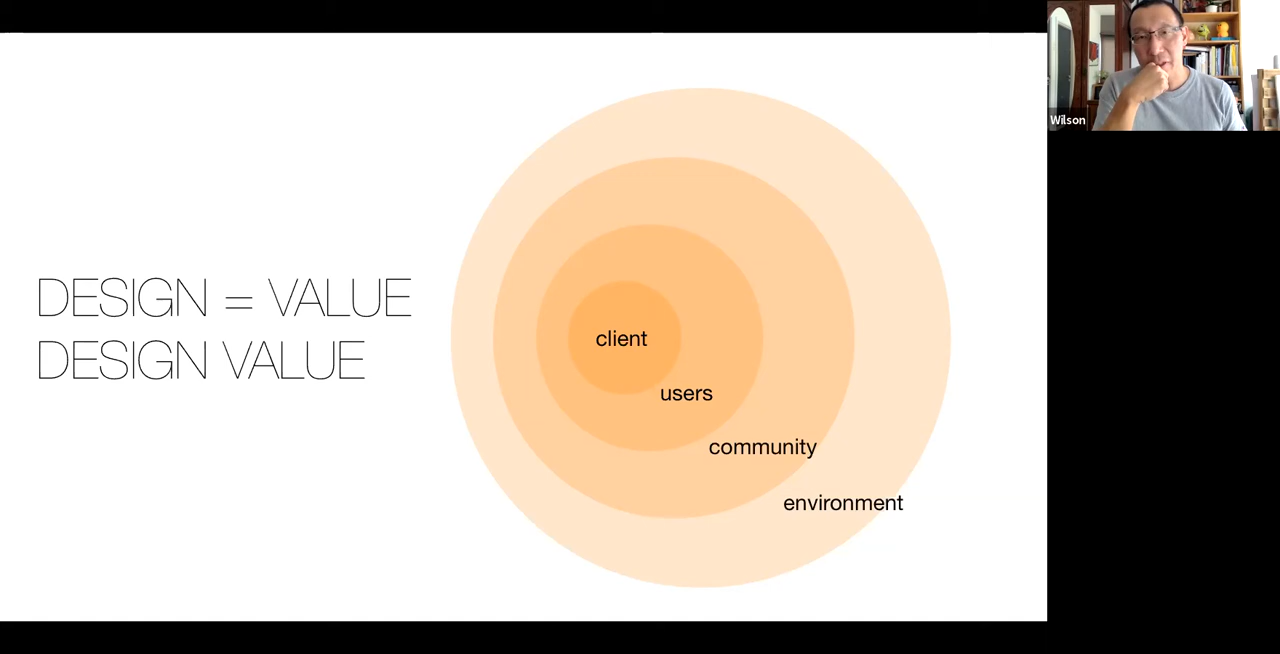 DESIGN = VALUE
DESIGN VALUE
client
users
community
environment
Wilson